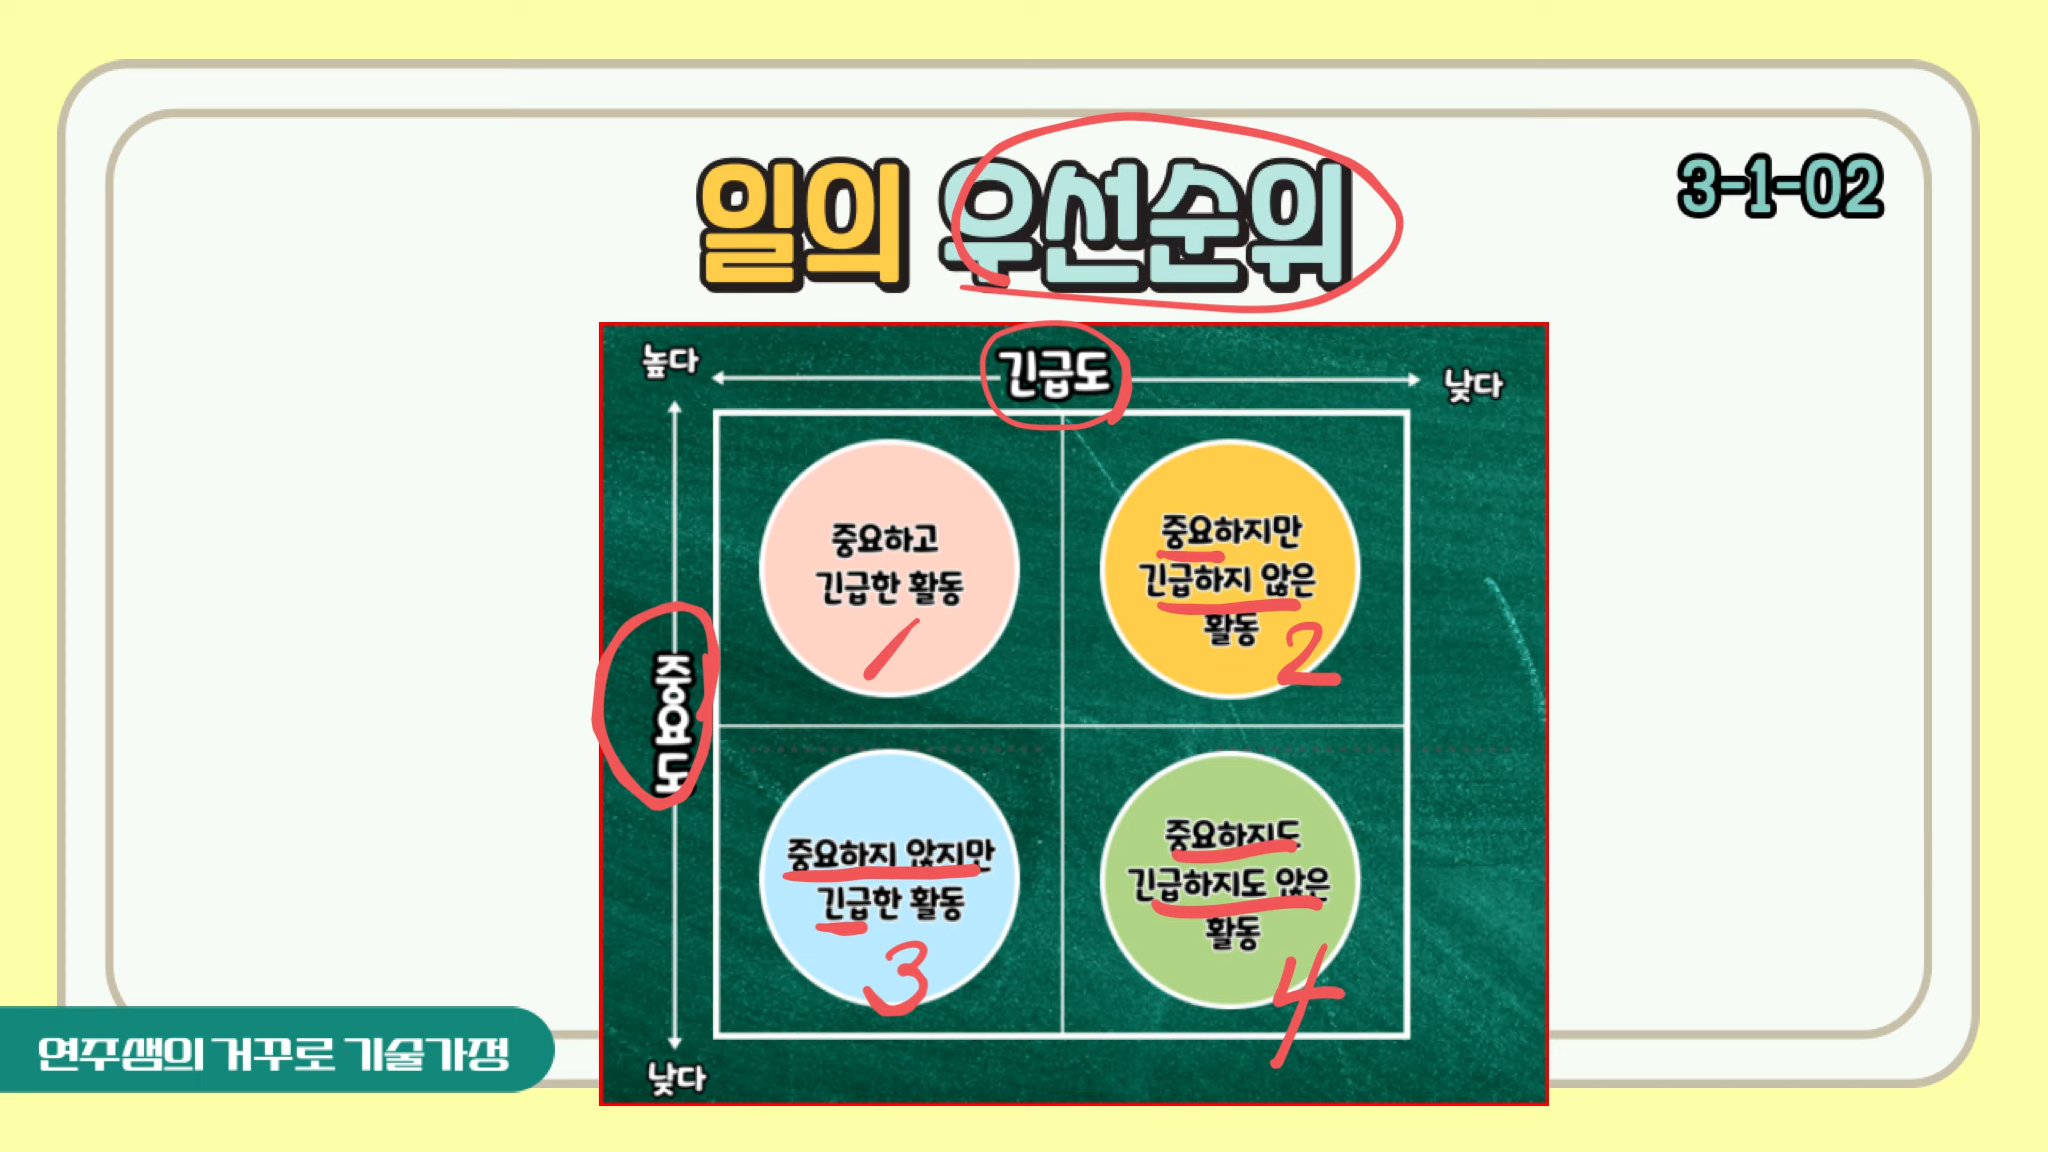 일의 우선순위
3-1-02
높다
긴급도
낮다
중요도
중요하고
긴급한 활동
1
중요하지만
긴급하지 않은
활동
2
중요하지 않지만
긴급한 활동
3
중요하지도
긴급하지도 않은
활동
4
낮다
연주쌤의 거꾸로 기술가정